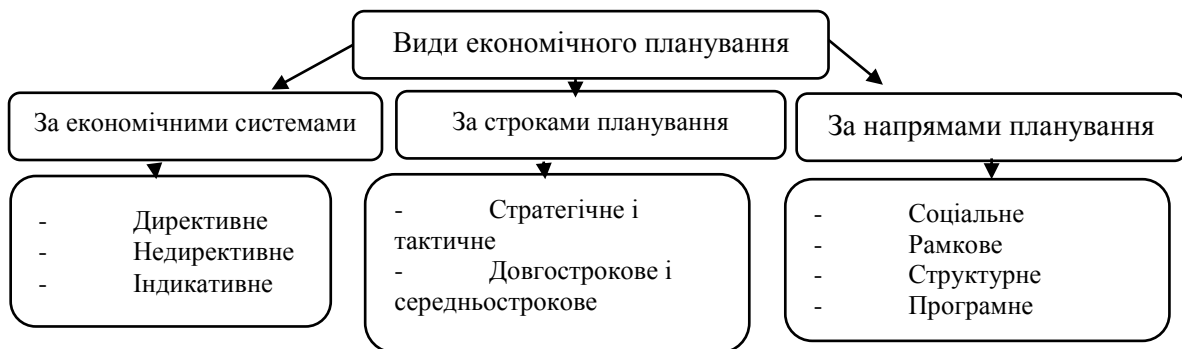 Види економічного планування
За економічними системами
За строками планування
За напрямами планування
- Директивне
- Недирективне
- Індикативне
- Стратегічне і
тактичне
- Довгострокове і
середньострокове
- Соціальне
- Рамкове
- Структурне
- Програмне